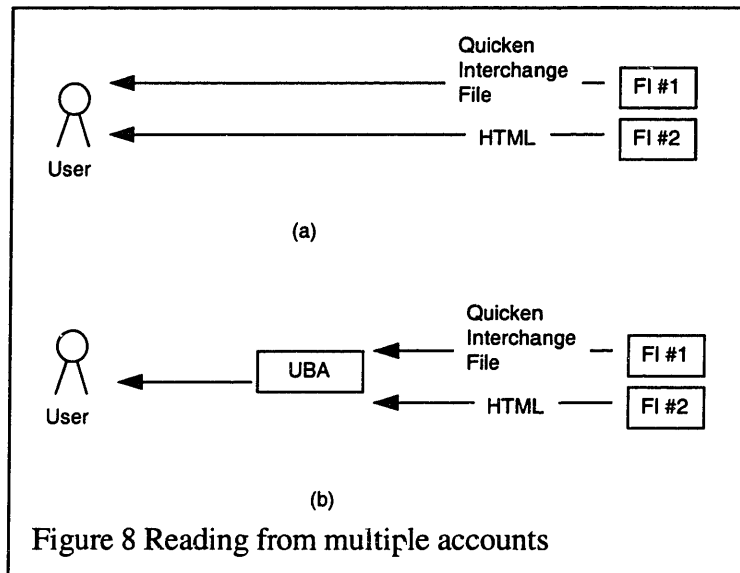 Quicken
Interchange
File
FI #1
HTML
FI #2
User
(a)
Quicken
Interchange
File
FI #1
UBA
HTML
FI #2
User
(b)
Figure 8 Reading from multiple accounts